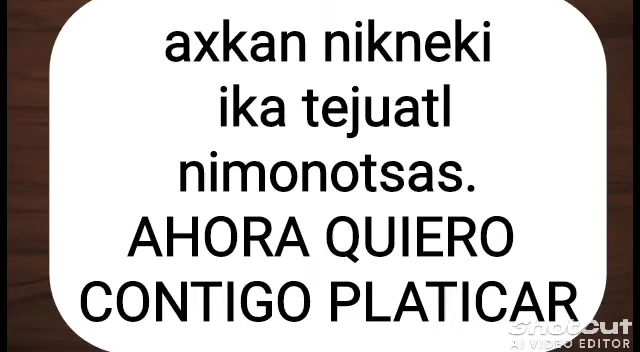 axkan nikneki
ika tejuatl
nimonotsas.
AHORA QUIERO
CONTIGO PLATICAR
ShotCut
AI VIDEO EDITOR